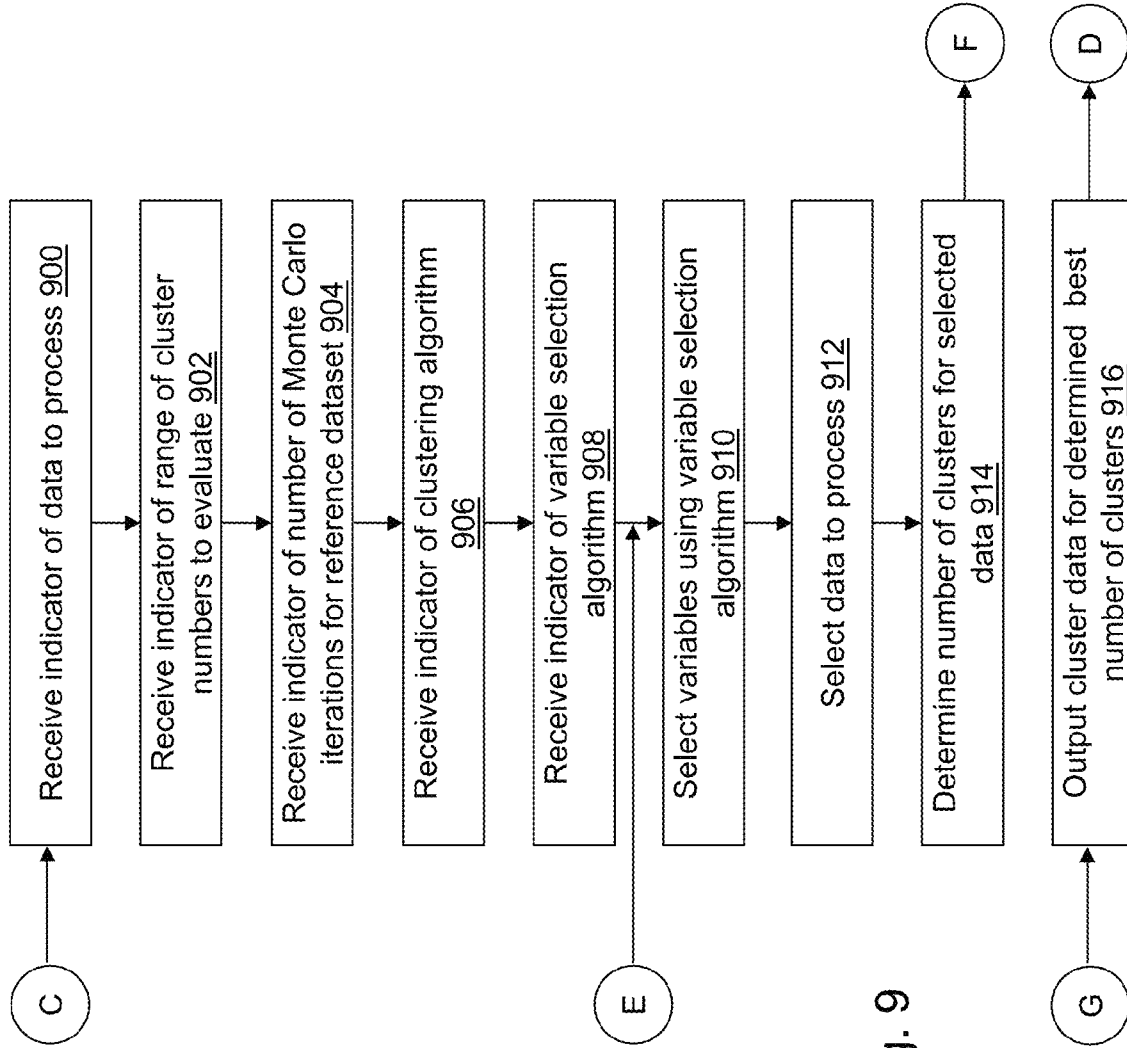 C
Receive indicator of data to process 900
Receive indicator of range of cluster
numbers to evaluate 902
Receive indicator of number of Monte Carlo
iterations for reference dataset 904
Receive indicator of clustering algorithm
906
Receive indicator of variable selection
algorithm 908
E
Select variables using variable selection
algorithm 910
Select data to process 912
Determine number of clusters for selected
data 914
F
G
Output cluster data for determined best
number of clusters 916
D
g. 9